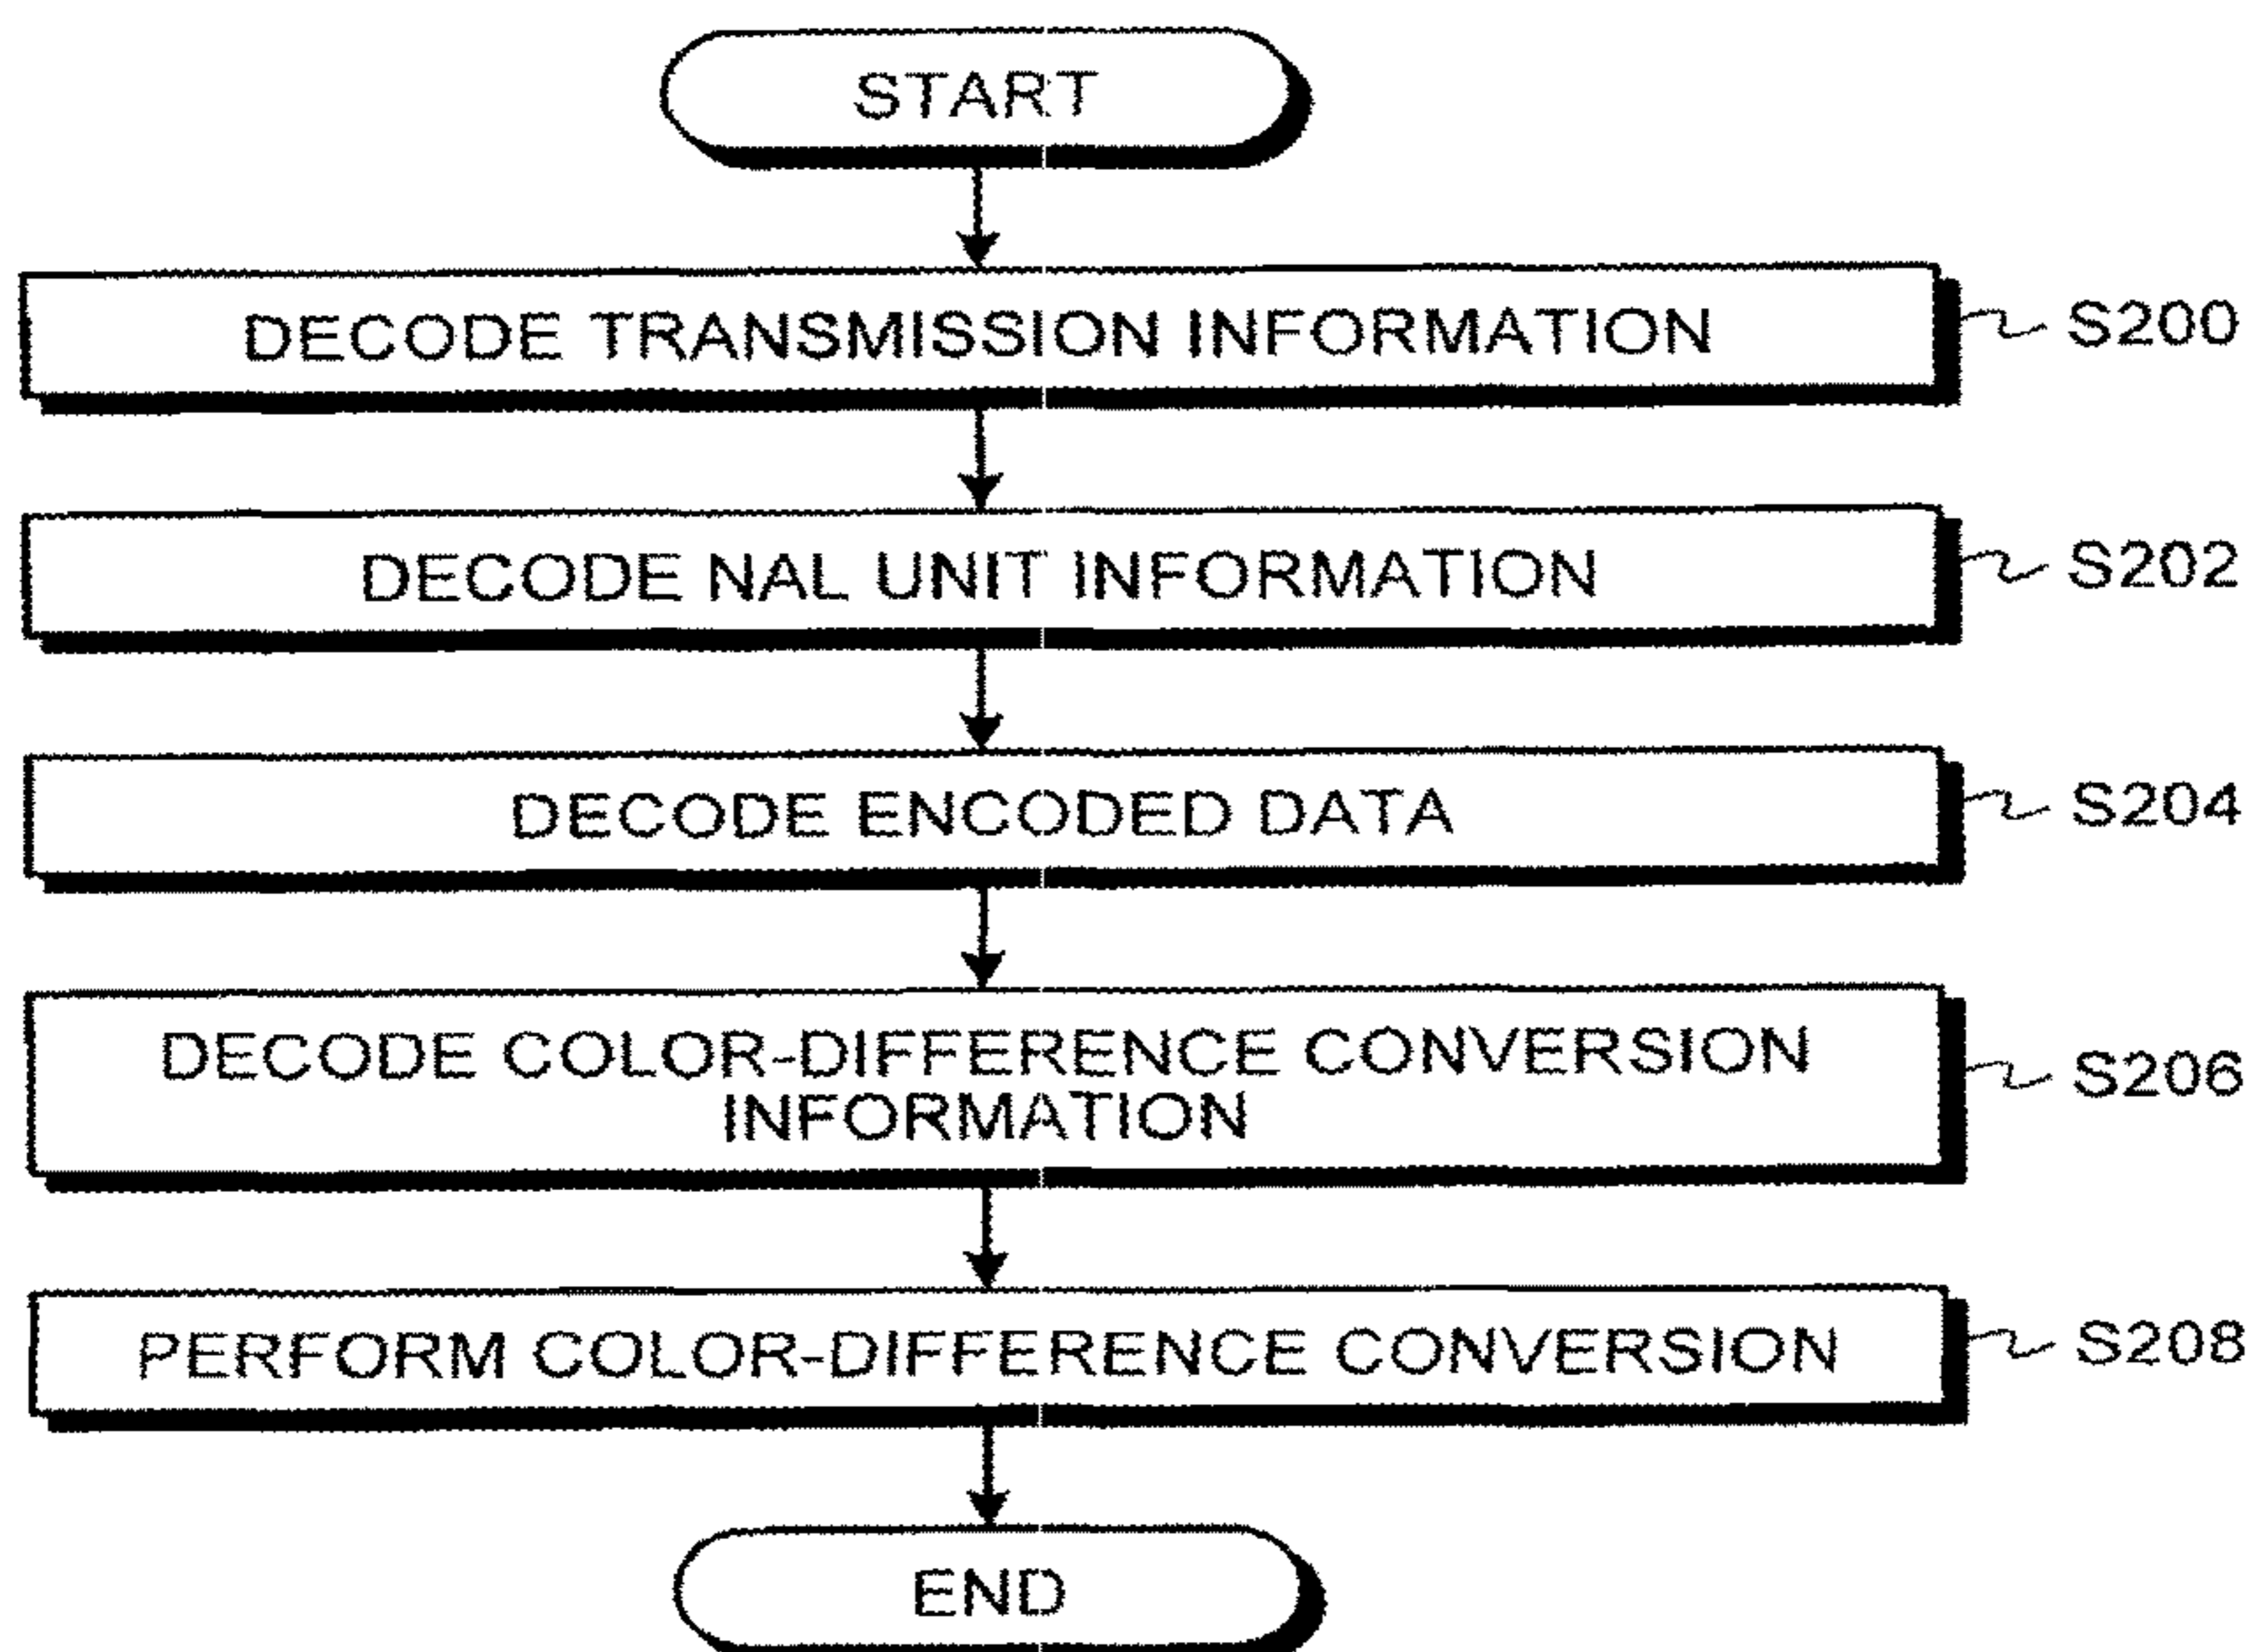 START
DECODE TRANSMISSION INFORMATION
S200
DECODE NAL UNIT INFORMATION
S202
DECODE ENCODED DATA
S204
DECODE COLOR-DIFFERENCE CONVERSION
INFORMATION
S206
PERFORM COLOR-DIFFERENCE CONVERSION
S208
END